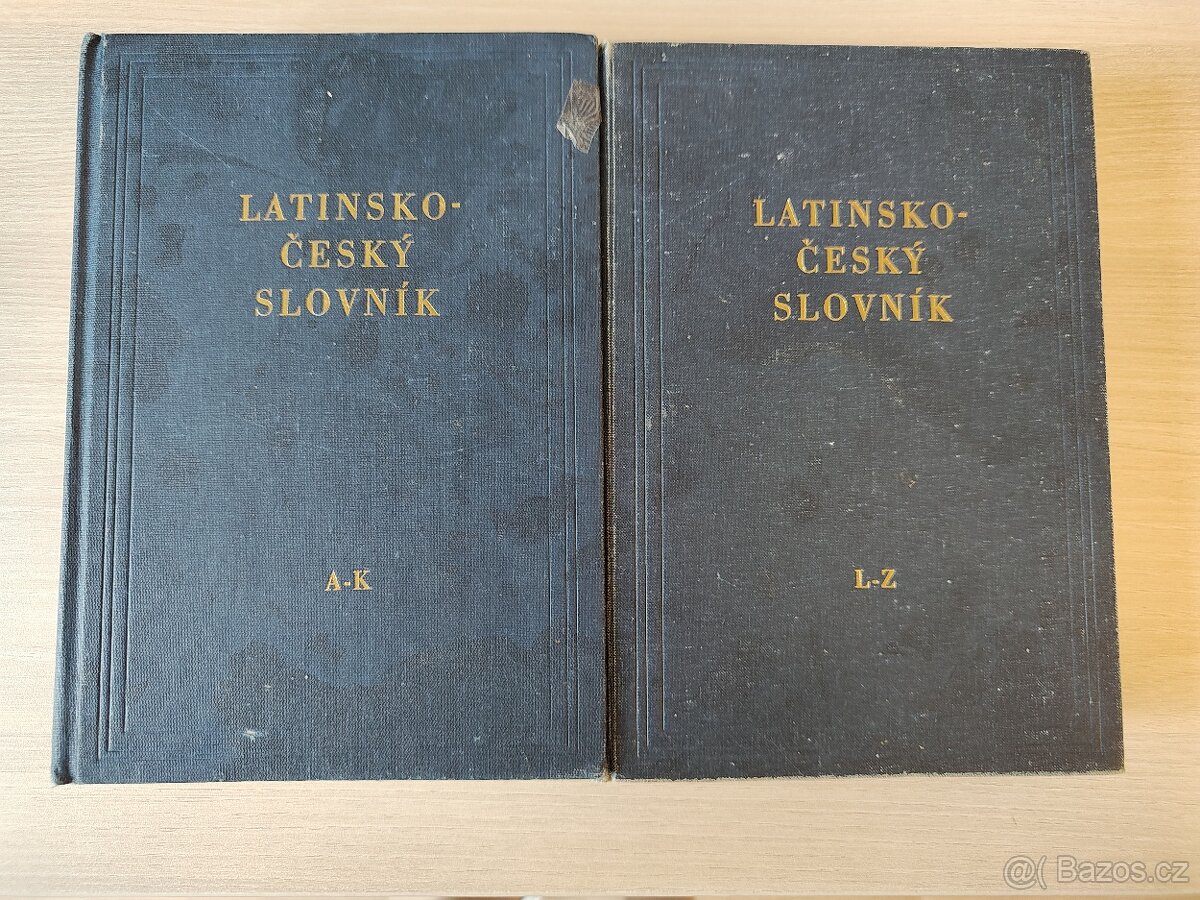 LATINSKO-
ČESKÝ
SLOVNÍK
A-K
LATINSKO-
ČESKÝ
SLOVNÍK
L-Z
@( Bazos.cz